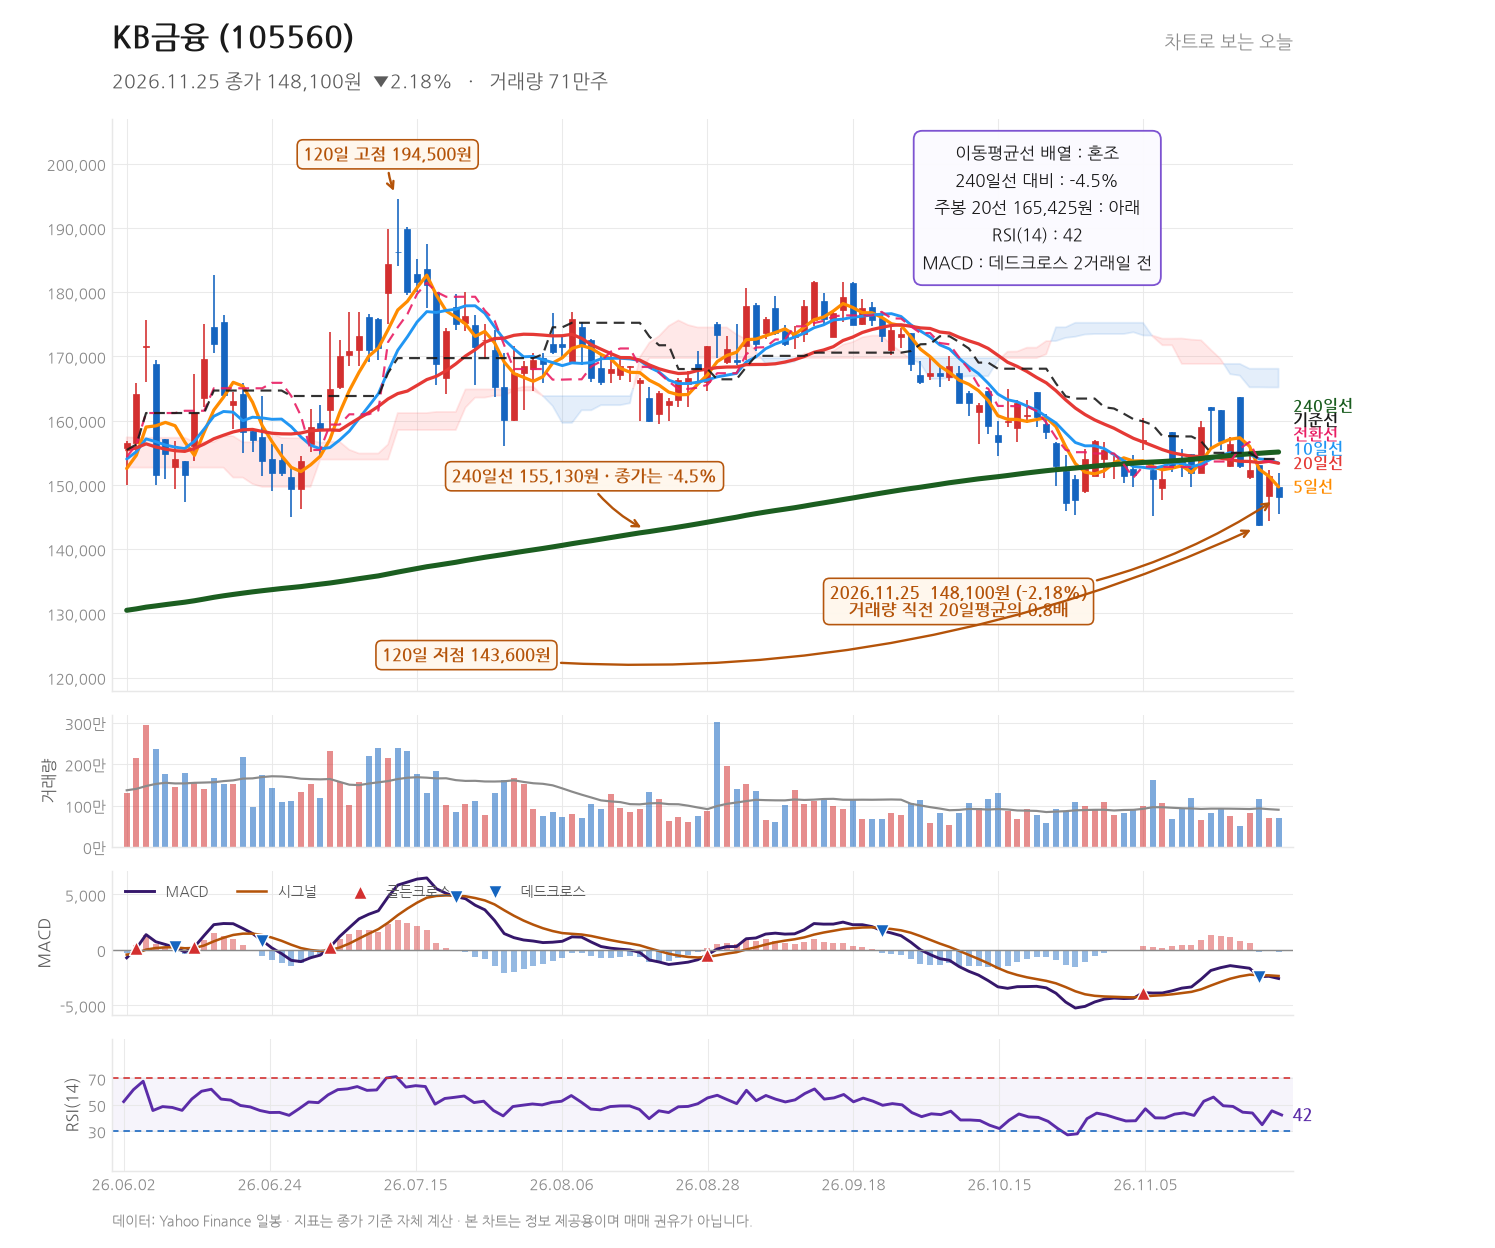 KB금융 (105560)
차트로 보는 오늘
2026.11.25 종가 148,100원 ▼2.18% · 거래량 71만주
200,000
190,000
180,000
170,000
160,000
150,000
140,000
130,000
120,000
120일 고점 194,500원
이동평균선 배열 : 혼조
240일선 대비 : -4.5%
주봉 20선 165,425원 : 아래
RSI(14) : 42
MACD : 데드크로스 2거래일 전
240일선 155,130원 · 종가는 -4.5%
2026.11.25 148,100원 (-2.18%)
거래량 직전 20일평균의 0.8배
120일 저점 143,600원
240일선
기준선
전환선
10일선
20일선
5일선
거래량
300만
200만
100만
0만
MACD
5,000
0
-5,000
MACD
시그널
골든크로스
데드크로스
RSI(14)
70
50
30
42
26.06.02
26.06.24
26.07.15
26.08.06
26.08.28
26.09.18
26.10.15
26.11.05
데이터: Yahoo Finance 일봉 · 지표는 종가 기준 자체 계산 · 본 차트는 정보 제공용이며 매매 권유가 아닙니다.